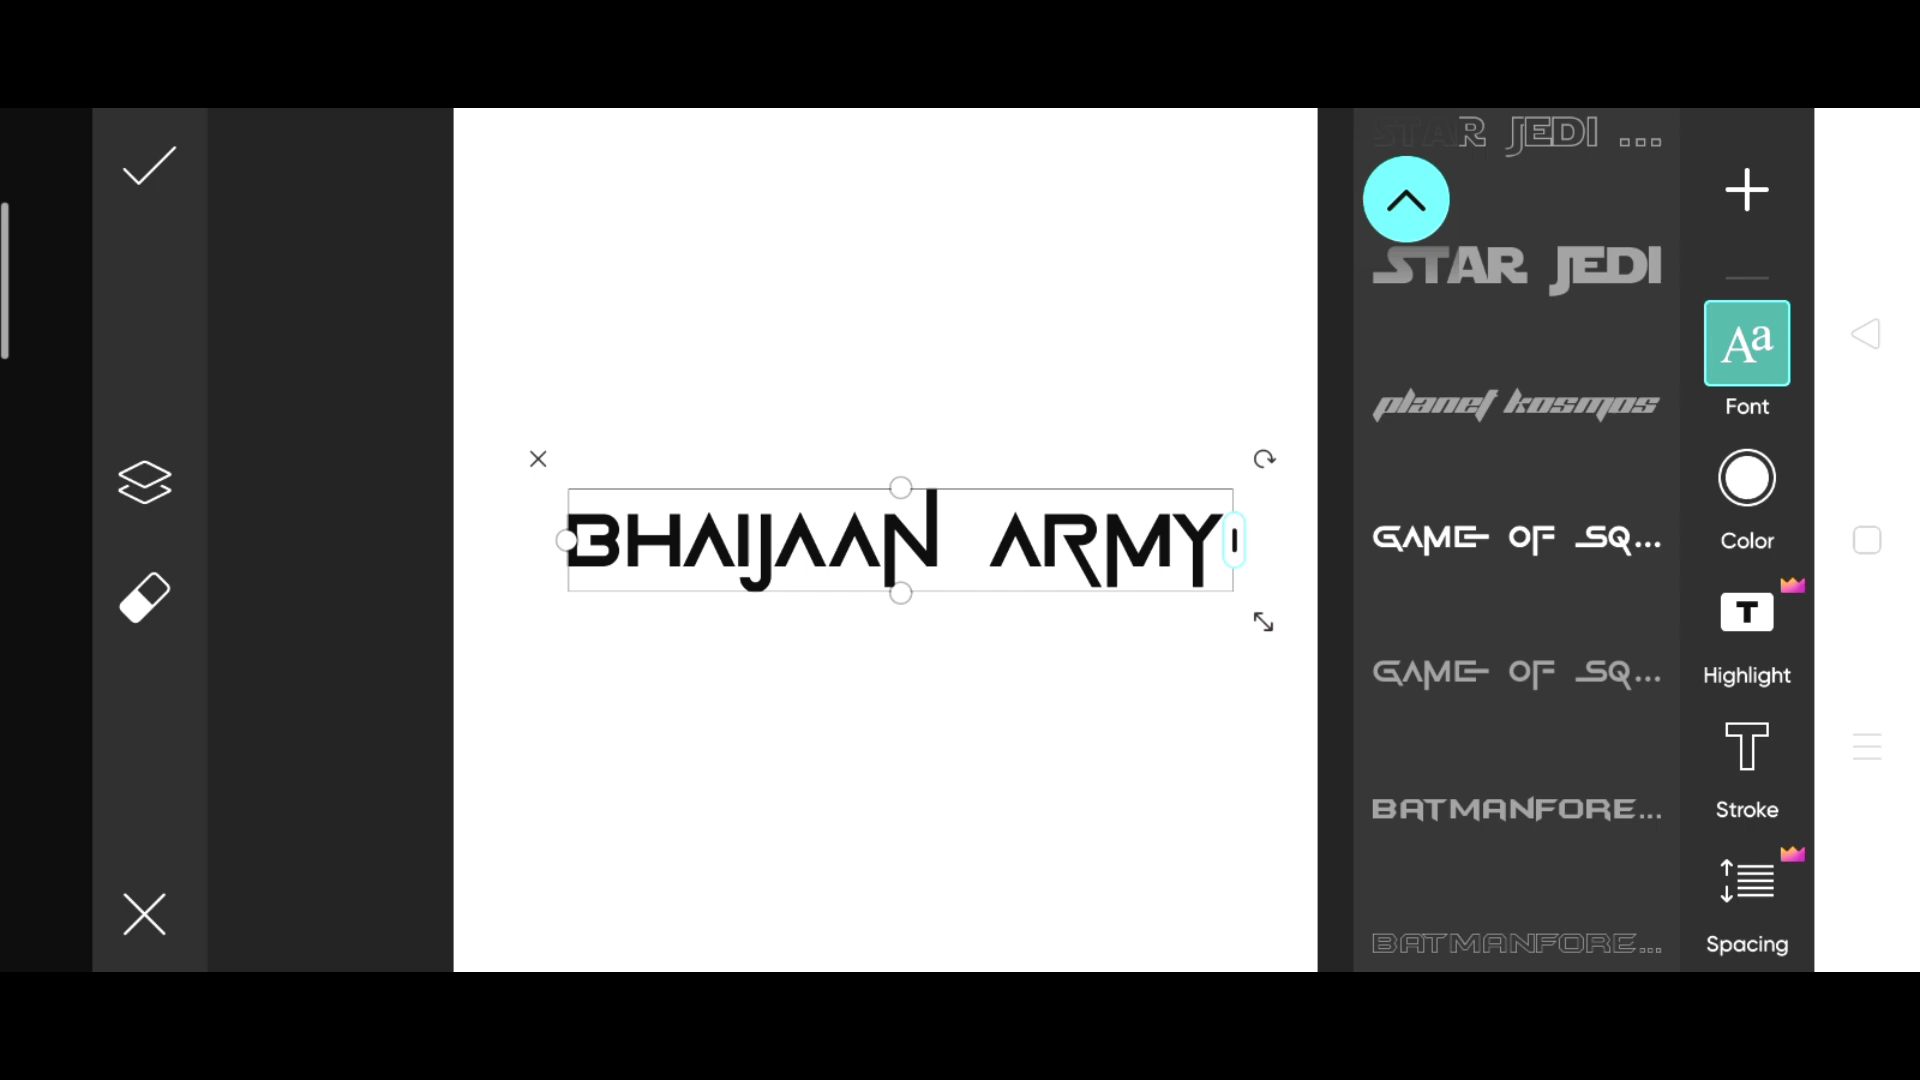 BHAIJAAN ARMY
STAR JEDI ...
STAR JEDI
planet kosmos
GAME OF SQ...
GAME OF SQ...
BATMANFORE...
BATMANFORE...
Aa
Font
Color
T
Highlight
T
Stroke
Spacing